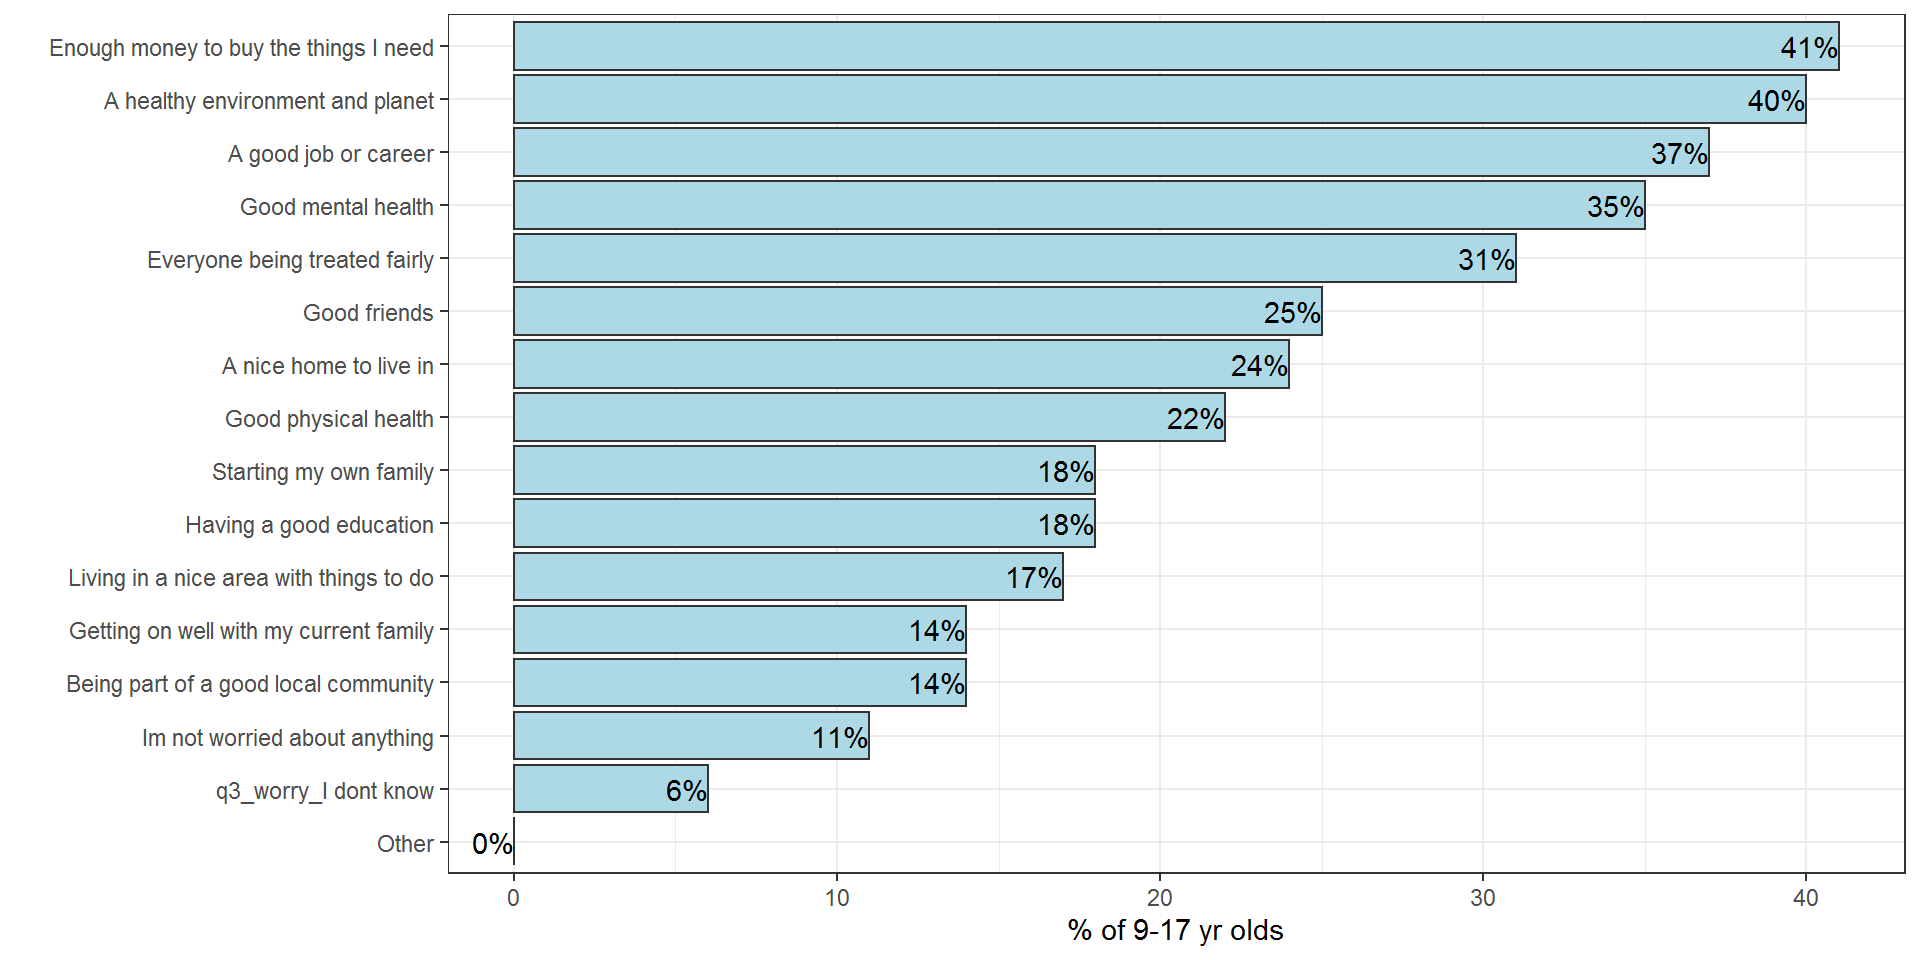 Enough money to buy the things I need 41%
A healthy environment and planet 40%
A good job or career 37%
Good mental health 35%
Everyone being treated fairly 31%
Good friends 25%
A nice home to live in 24%
Good physical health 22%
Starting my own family 18%
Having a good education 18%
Living in a nice area with things to do 17%
Getting on well with my current family 14%
Being part of a good local community 14%
Im not worried about anything 11%
q3_worry_I dont know 6%
Other 0%
0 10 20 30 40
% of 9-17 yr olds